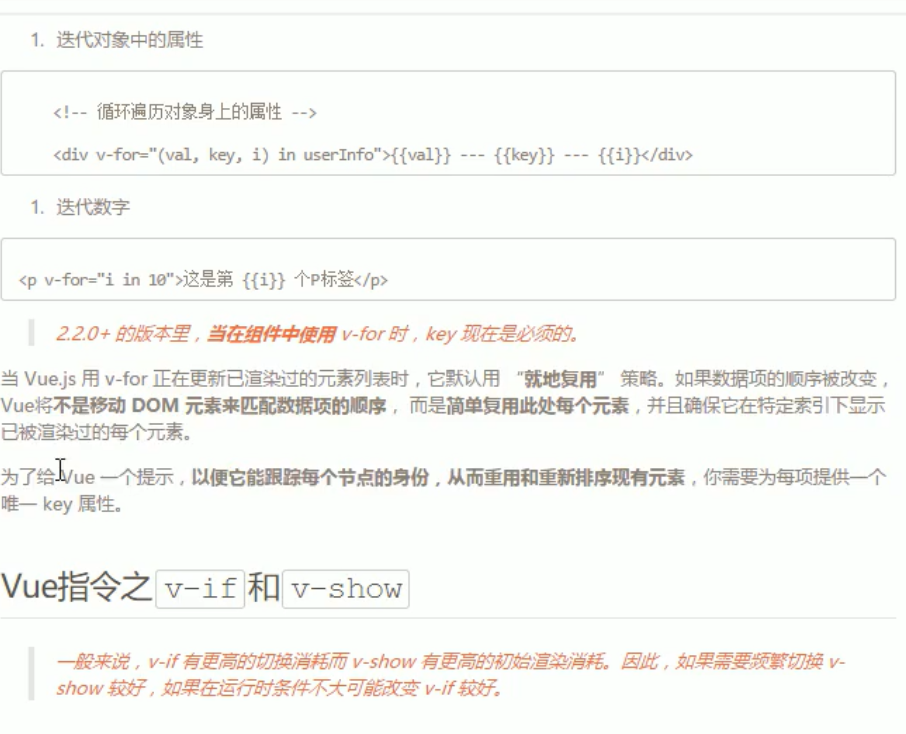 1. 迭代对象中的属性
<!-- 循环遍历对象身上的属性 -->
<div v-for="(val, key, i) in userInfo">{{val}} --- {{key}} --- {{i}}</div>
1. 迭代数字
<p v-for="i in 10">这是第 {{i}} 个P标签</p>
2.2.0+ 的版本里，当在组件中使用 v-for 时，key 现在是必须的。
当 Vue.js 用 v-for 正在更新已渲染过的元素列表时，它默认用 “就地复用” 策略。如果数据项的顺序被改变，
Vue将不是移动 DOM 元素来匹配数据项的顺序， 而是简单复用此处每个元素，并且确保它在特定索引下显示
已被渲染过的每个元素。
为了给 Vue 一个提示，以便它能跟踪每个节点的身份，从而重用和重新排序现有元素，你需要为每项提供一个
唯一 key 属性。
Vue指令之v-if和v-show
一般来说，v-if 有更高的切换消耗而 v-show 有更高的初始渲染消耗。因此，如果需要频繁切换 v-
show 较好，如果在运行时条件不大可能改变 v-if 较好。